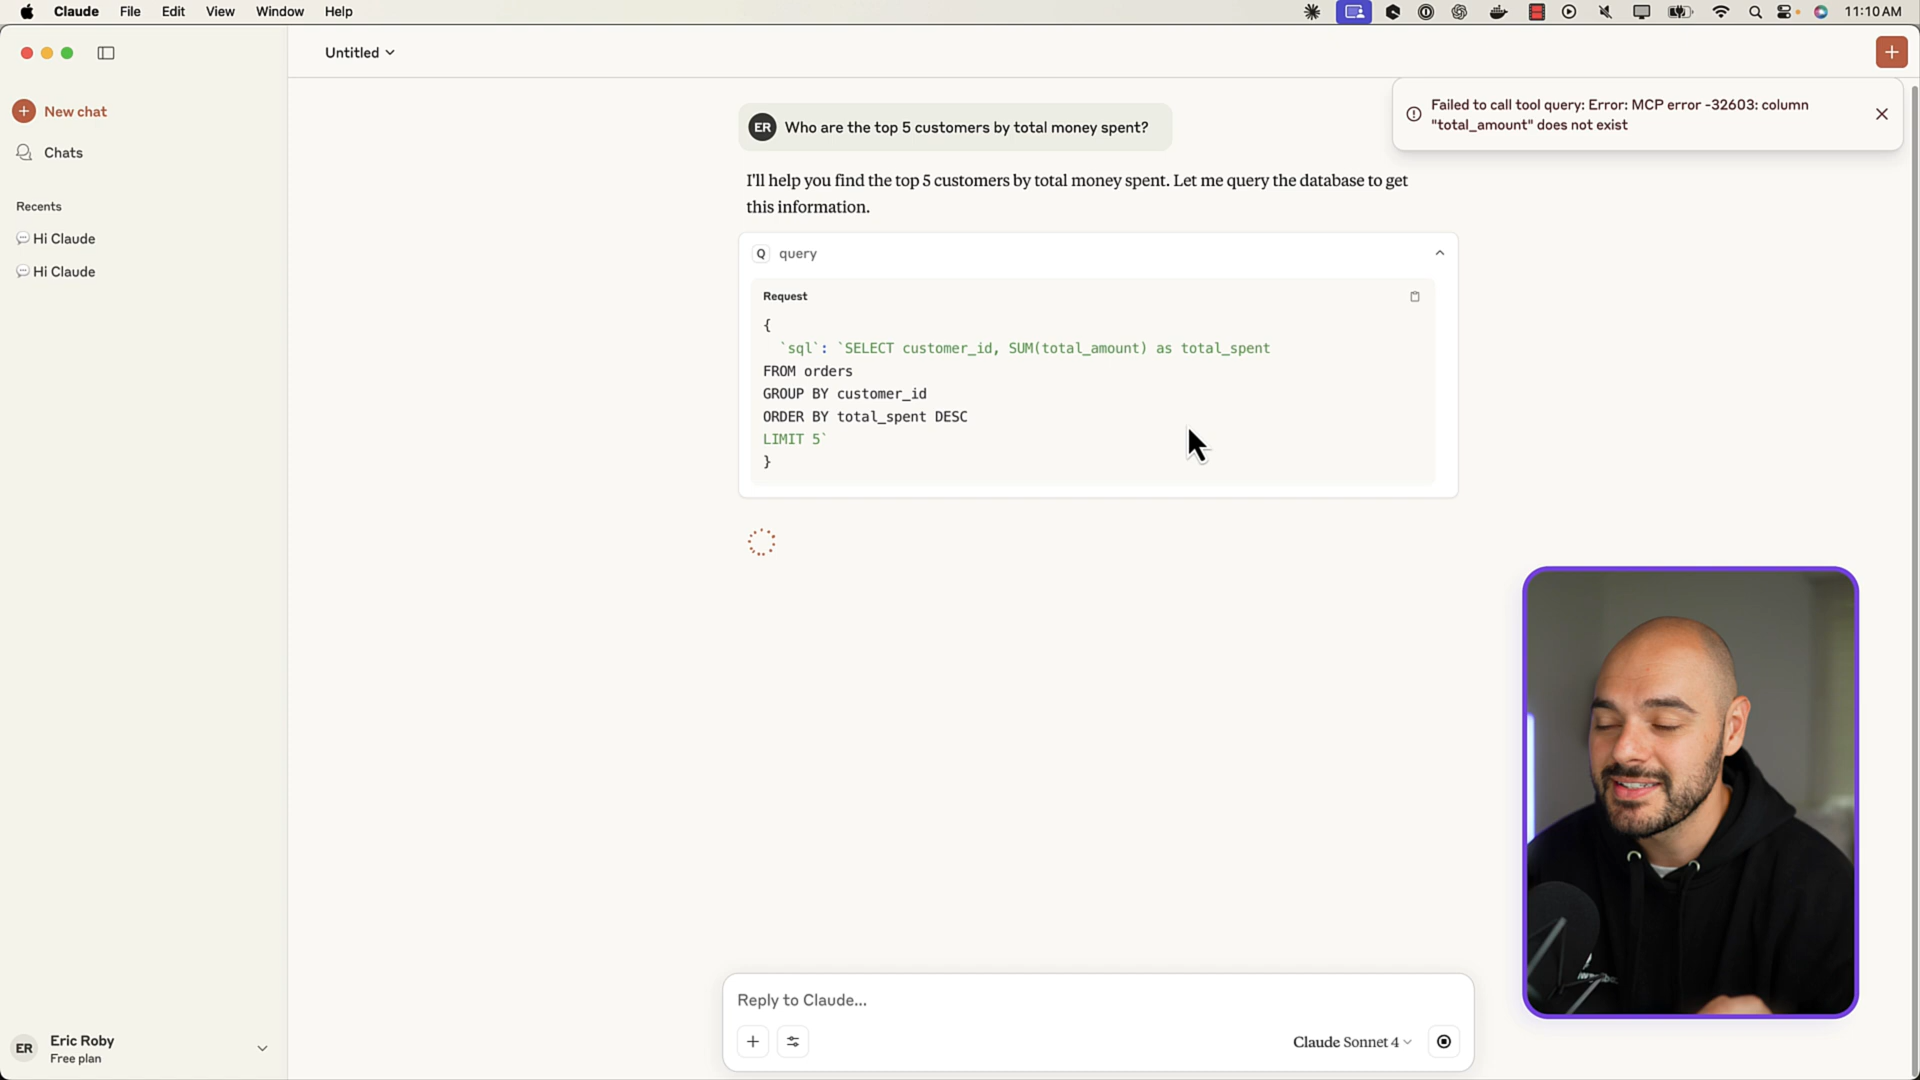 Claude File Edit View Window Help 11:10 AM
Untitled
New chat
Chats
Recents
Hi Claude
Hi Claude
Failed to call tool query: Error: MCP error -32603: column
"total_amount" does not exist
ER Who are the top 5 customers by total money spent?
I'll help you find the top 5 customers by total money spent. Let me query the database to get
this information.
Q query
Request
{
`sql`: `SELECT customer_id, SUM(total_amount) as total_spent
FROM orders
GROUP BY customer_id
ORDER BY total_spent DESC
LIMIT 5`
}
Reply to Claude...
Claude Sonnet 4
ER Eric Roby
Free plan